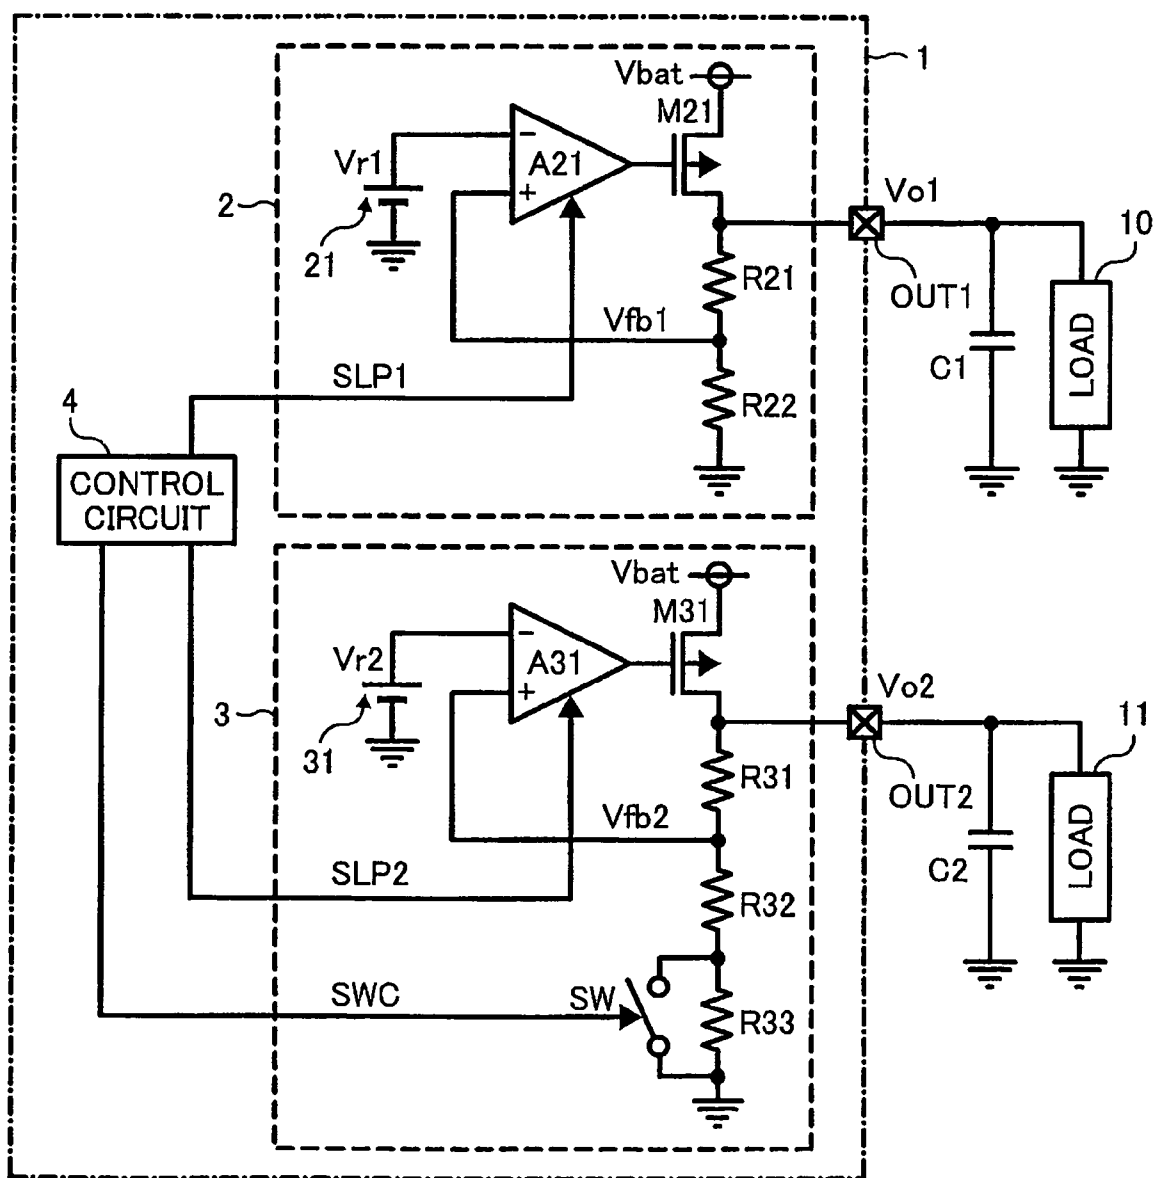 1
Vbat
M21
A21
−
+
Vr1
21
2
Vo1
OUT1
10
LOAD
C1
R21
Vfb1
R22
SLP1
4
CONTROL
CIRCUIT
Vbat
M31
A31
−
+
Vr2
31
3
Vo2
OUT2
11
LOAD
C2
R31
Vfb2
R32
SLP2
SWC
SW
R33